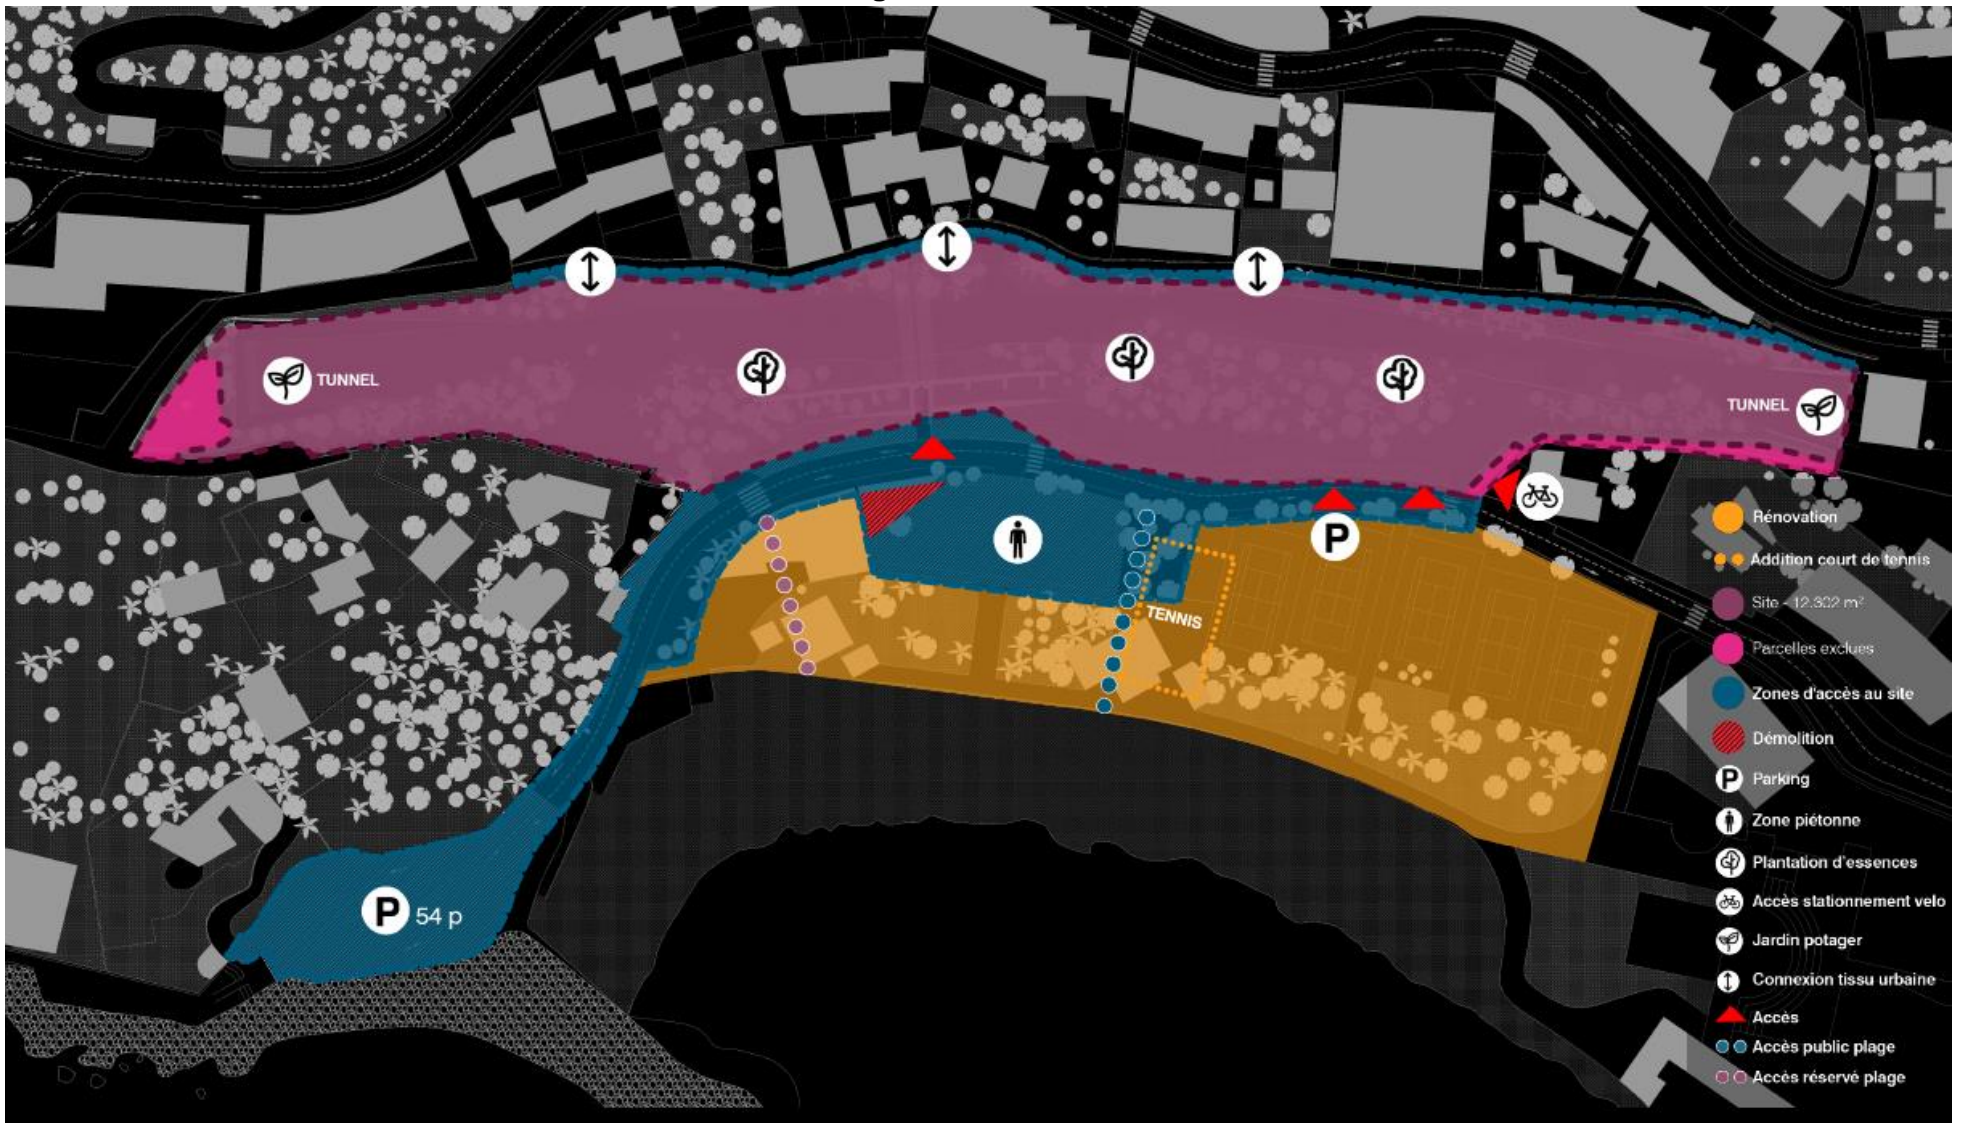 TUNNEL
TUNNEL
P
TENNIS
P 54 p
Rénovation
Addition court de tennis
Site - 12.302 m²
Parcelles exclues
Zones d'accès au site
Démolition
P Parking
Zone piétonne
Plantation d'essences
Accès stationnement velo
Jardin potager
Connexion tissu urbaine
Accès
Accès public plage
Accès réservé plage